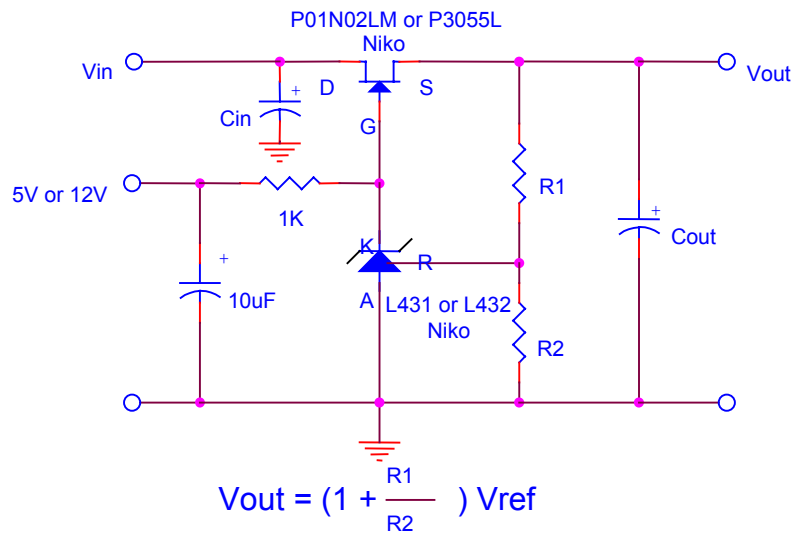 P01N02LM or P3055L
Niko
Vin
D
S
Vout
+
Cin
G
5V or 12V
1K
R1
+
Cout
K
R
+
10uF
A
L431 or L432
Niko
R2
Vout = (1 + R1
R2 ) Vref